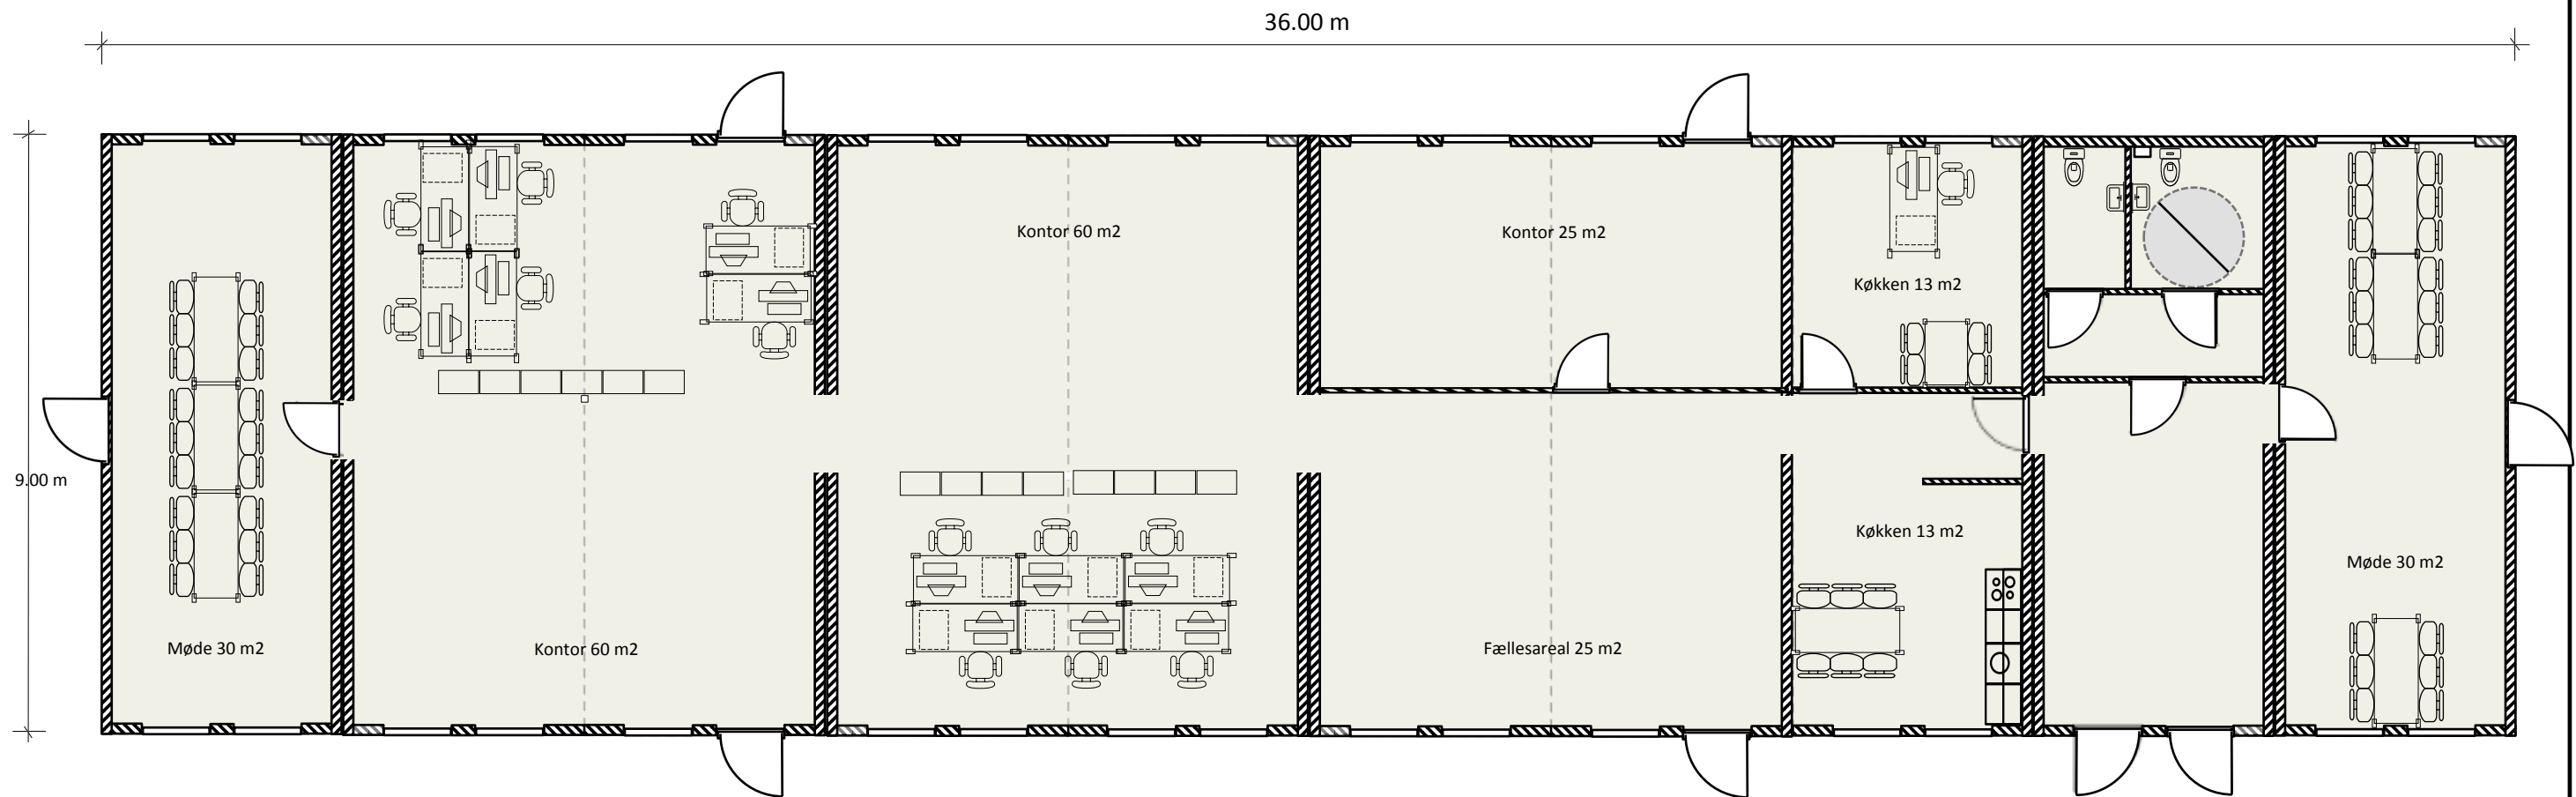 36.00 m
9.00 m
Kontor 60 m2
Kontor 25 m2
Køkken 13 m2
Køkken 13 m2
Møde 30 m2
Møde 30 m2
Kontor 60 m2
Fællesareal 25 m2